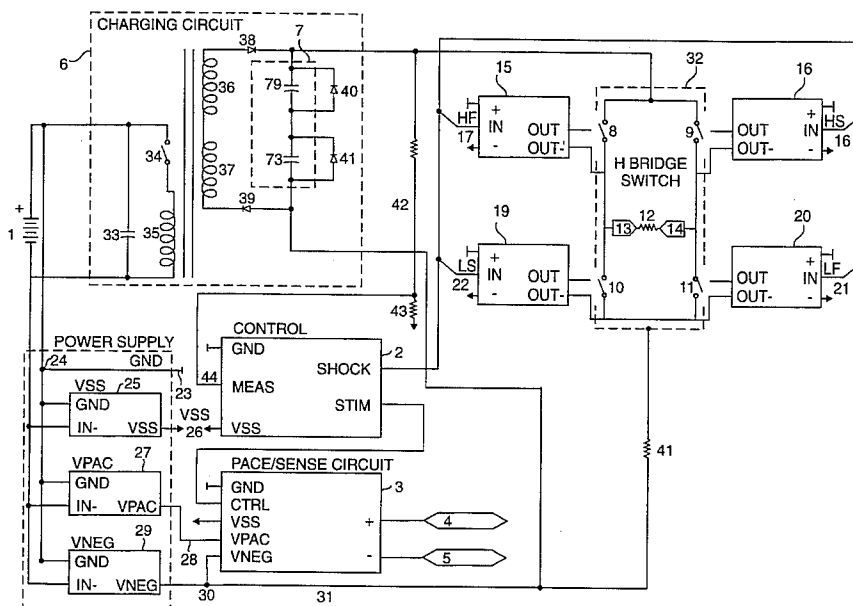 CHARGING CIRCUIT
6
7
38
36
79
40
34
37
73
41
33
35
39
+
1
42
43
15
HF
17
+
IN
-
OUT
OUT-
32
8
9
H BRIDGE
SWITCH
13
12
14
10
11
16
+
IN
-
OUT
OUT-
HS
16
19
LS
22
+
IN
-
OUT
OUT-
20
+
IN
-
OUT
OUT-
LF
21
POWER SUPPLY
24
GND
23
VSS
25
GND
IN-
VSS
VSS
26
VPAC
27
GND
IN-
VPAC
28
VNEG
29
GND
IN-
VNEG
30
31
CONTROL
2
44
GND
MEAS
VSS
SHOCK
STIM
PACE/SENSE CIRCUIT
3
GND
CTRL
VSS
VPAC
VNEG
+
-
4
5
41